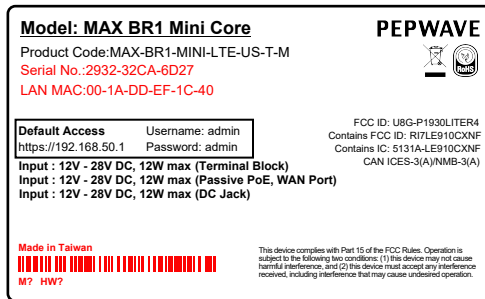 Model: MAX BR1 Mini Core
PEPWAVE
Product Code:MAX-BR1-MINI-LTE-US-T-M
Serial No.:2932-32CA-6D27
RoHS
LAN MAC:00-1A-DD-EF-1C-40
Default Access Username: admin
https://192.168.50.1 Password: admin
FCC ID: U8G-P1930LITER4
Contains FCC ID: RI7LE910CXNF
Contains IC: 5131A-LE910CXNF
CAN ICES-3(A)/NMB-3(A)
Input : 12V - 28V DC, 12W max (Terminal Block)
Input : 12V - 28V DC, 12W max (Passive PoE, WAN Port)
Input : 12V - 28V DC, 12W max (DC Jack)
Made in Taiwan
M? HW?
This device complies with Part 15 of the FCC Rules. Operation is
subject to the following two conditions: (1) this device may not cause
harmful interference, and (2) this device must accept any interference
received, including interference that may cause undesired operation.